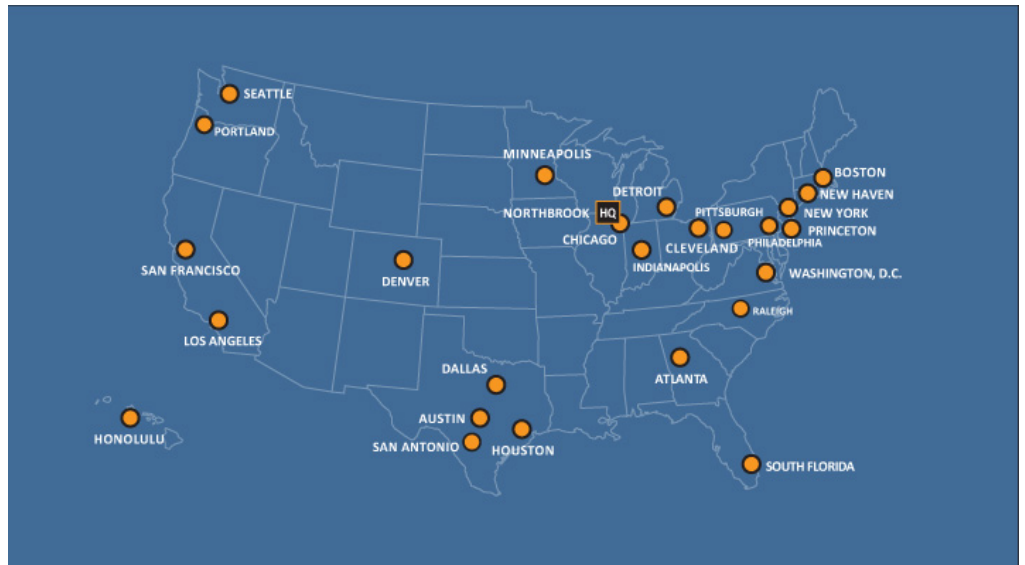 SEATTLE
PORTLAND
MINNEAPOLIS
BOSTON
DETROIT
NEW HAVEN
NORTHBROOK HQ
PITTSBURGH
NEW YORK
CHICAGO
PRINCETON
CLEVELAND
PHILADELPHIA
INDIANAPOLIS
SAN FRANCISCO
DENVER
WASHINGTON, D.C.
RALEIGH
LOS ANGELES
DALLAS
ATLANTA
AUSTIN
HONOLULU
SAN ANTONIO
HOUSTON
SOUTH FLORIDA